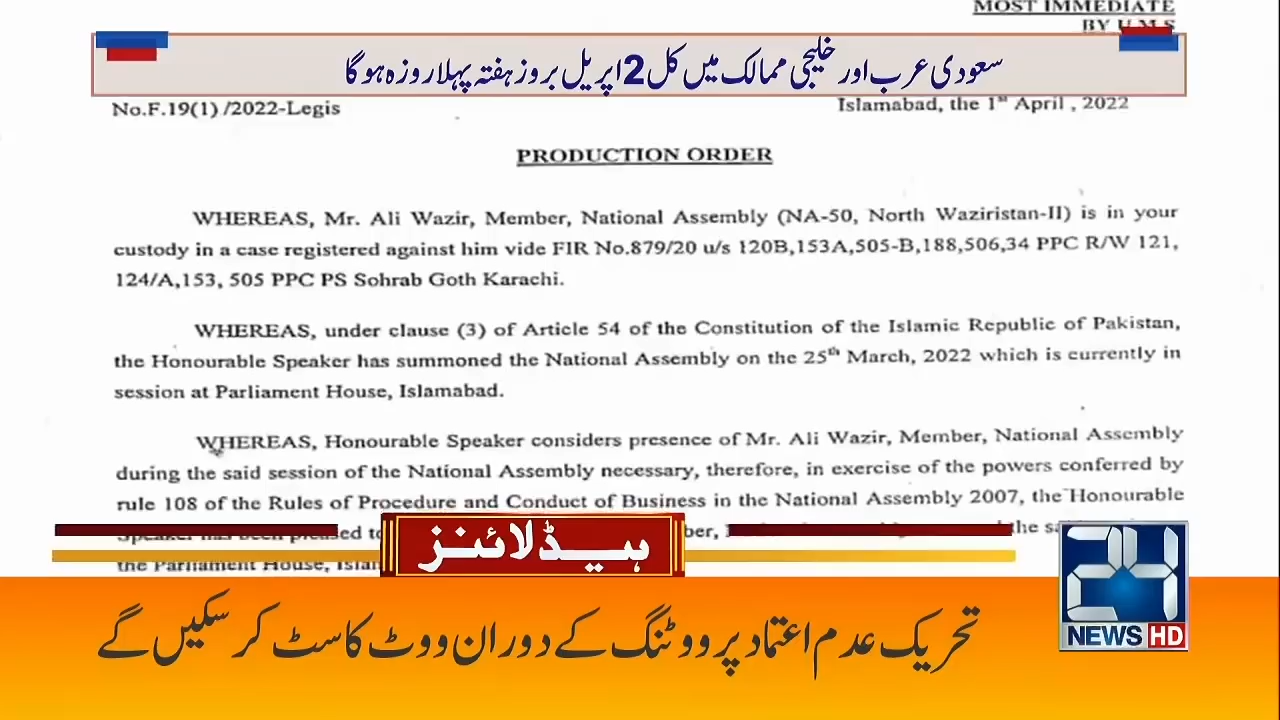 MOST IMMEDIATE
BY U.M.S
سعودی عرب اور خلیجی ممالک میں کل 2 اپریل بروز ہفتہ پہلا روزہ ہوگا
No.F.19(1) /2022-Legis
Islamabad, the 1st April , 2022
PRODUCTION ORDER
WHEREAS, Mr. Ali Wazir, Member, National Assembly (NA-50, North Waziristan-II) is in your
custody in a case registered against him vide FIR No.879/20 u/s 120B,153A,505-B,188,506,34 PPC R/W 121,
124/A,153, 505 PPC PS Sohrab Goth Karachi.
WHEREAS, under clause (3) of Article 54 of the Constitution of the Islamic Republic of Pakistan,
the Honourable Speaker has summoned the National Assembly on the 25th March, 2022 which is currently in
session at Parliament House, Islamabad.
WHEREAS, Honourable Speaker considers presence of Mr. Ali Wazir, Member, National Assembly
during the said session of the National Assembly necessary, therefore, in exercise of the powers conferred by
rule 108 of the Rules of Procedure and Conduct of Business in the National Assembly 2007, the Honourable
Speaker has been pleased
the Parliament House,
ہیڈلائنز
24
NEWS HD
تحریک عدم اعتماد پر ووٹنگ کے دوران ووٹ کاسٹ کر سکیں گے